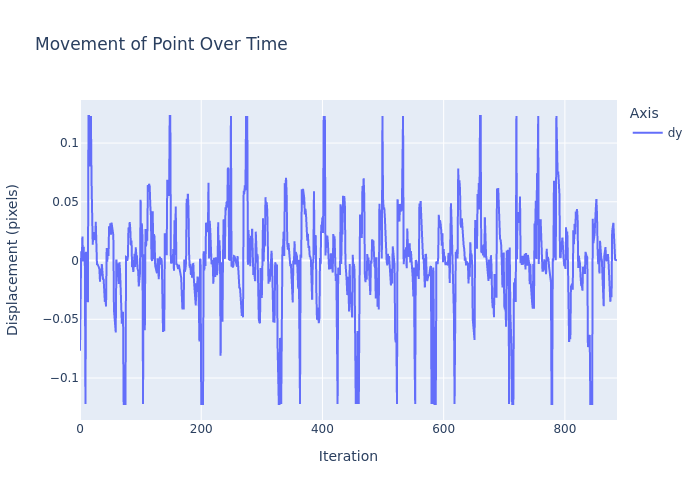 Movement of Point Over Time
Axis
dy
0.1
0.05
0
−0.05
−0.1
Displacement (pixels)
0 200 400 600 800
Iteration